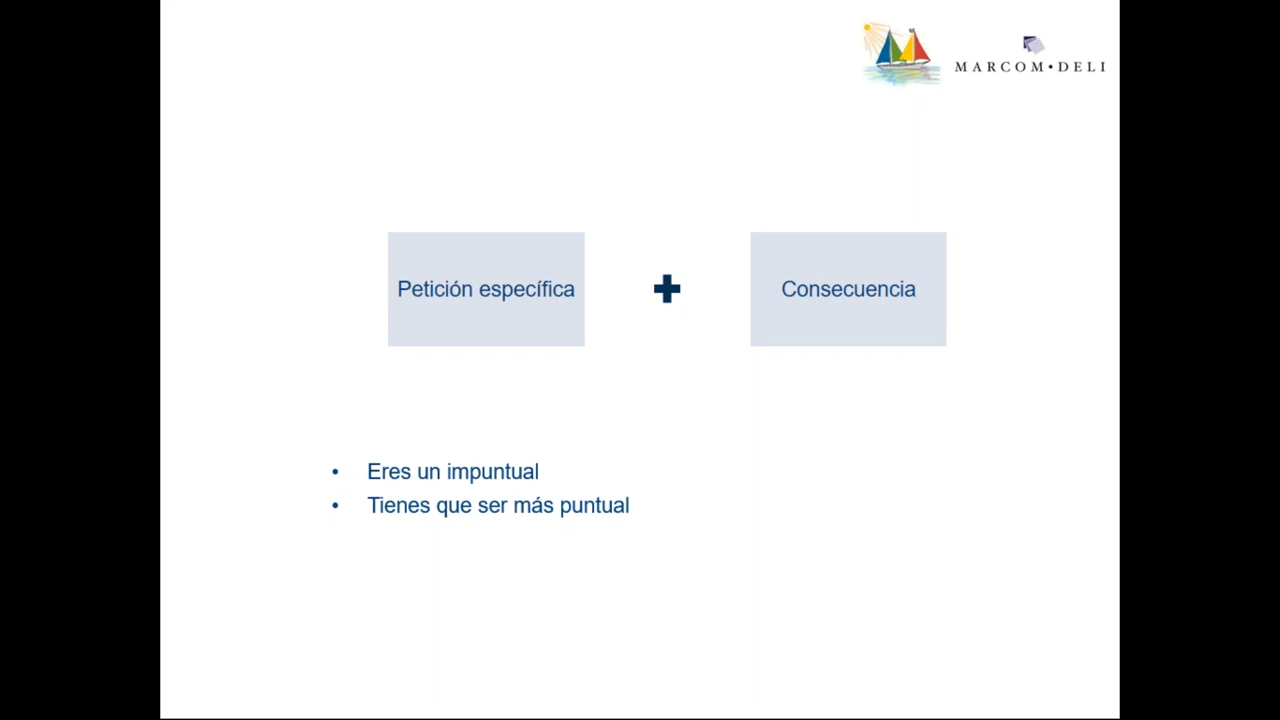 MARCOM•DELI
Petición específica
Consecuencia
• Eres un impuntual
• Tienes que ser más puntual